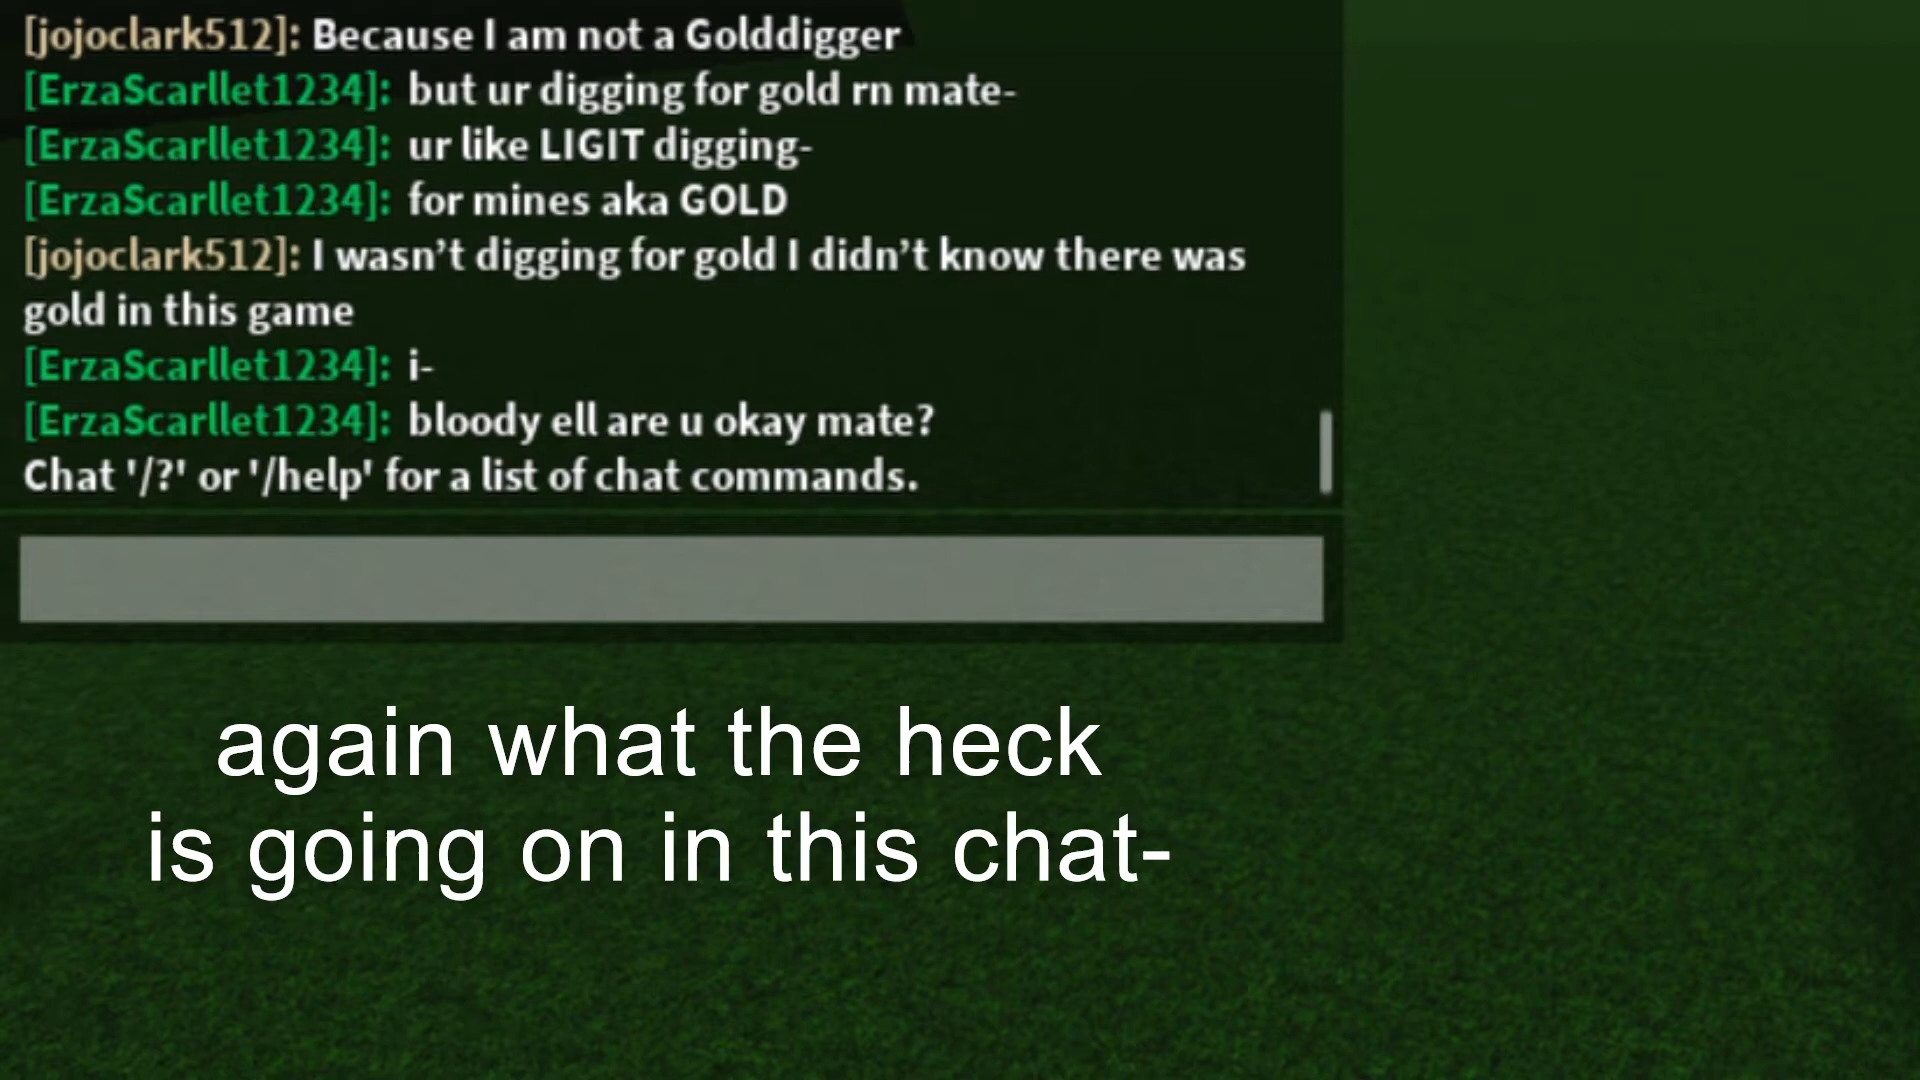 [jojoclark512]: Because I am not a Golddigger
[ErzaScarllet1234]: but ur digging for gold rn mate-
[ErzaScarllet1234]: ur like LIGIT digging-
[ErzaScarllet1234]: for mines aka GOLD
[jojoclark512]: I wasn’t digging for gold I didn’t know there was
gold in this game
[ErzaScarllet1234]: i-
[ErzaScarllet1234]: bloody ell are u okay mate?
Chat '/?' or '/help' for a list of chat commands.
again what the heck
is going on in this chat-